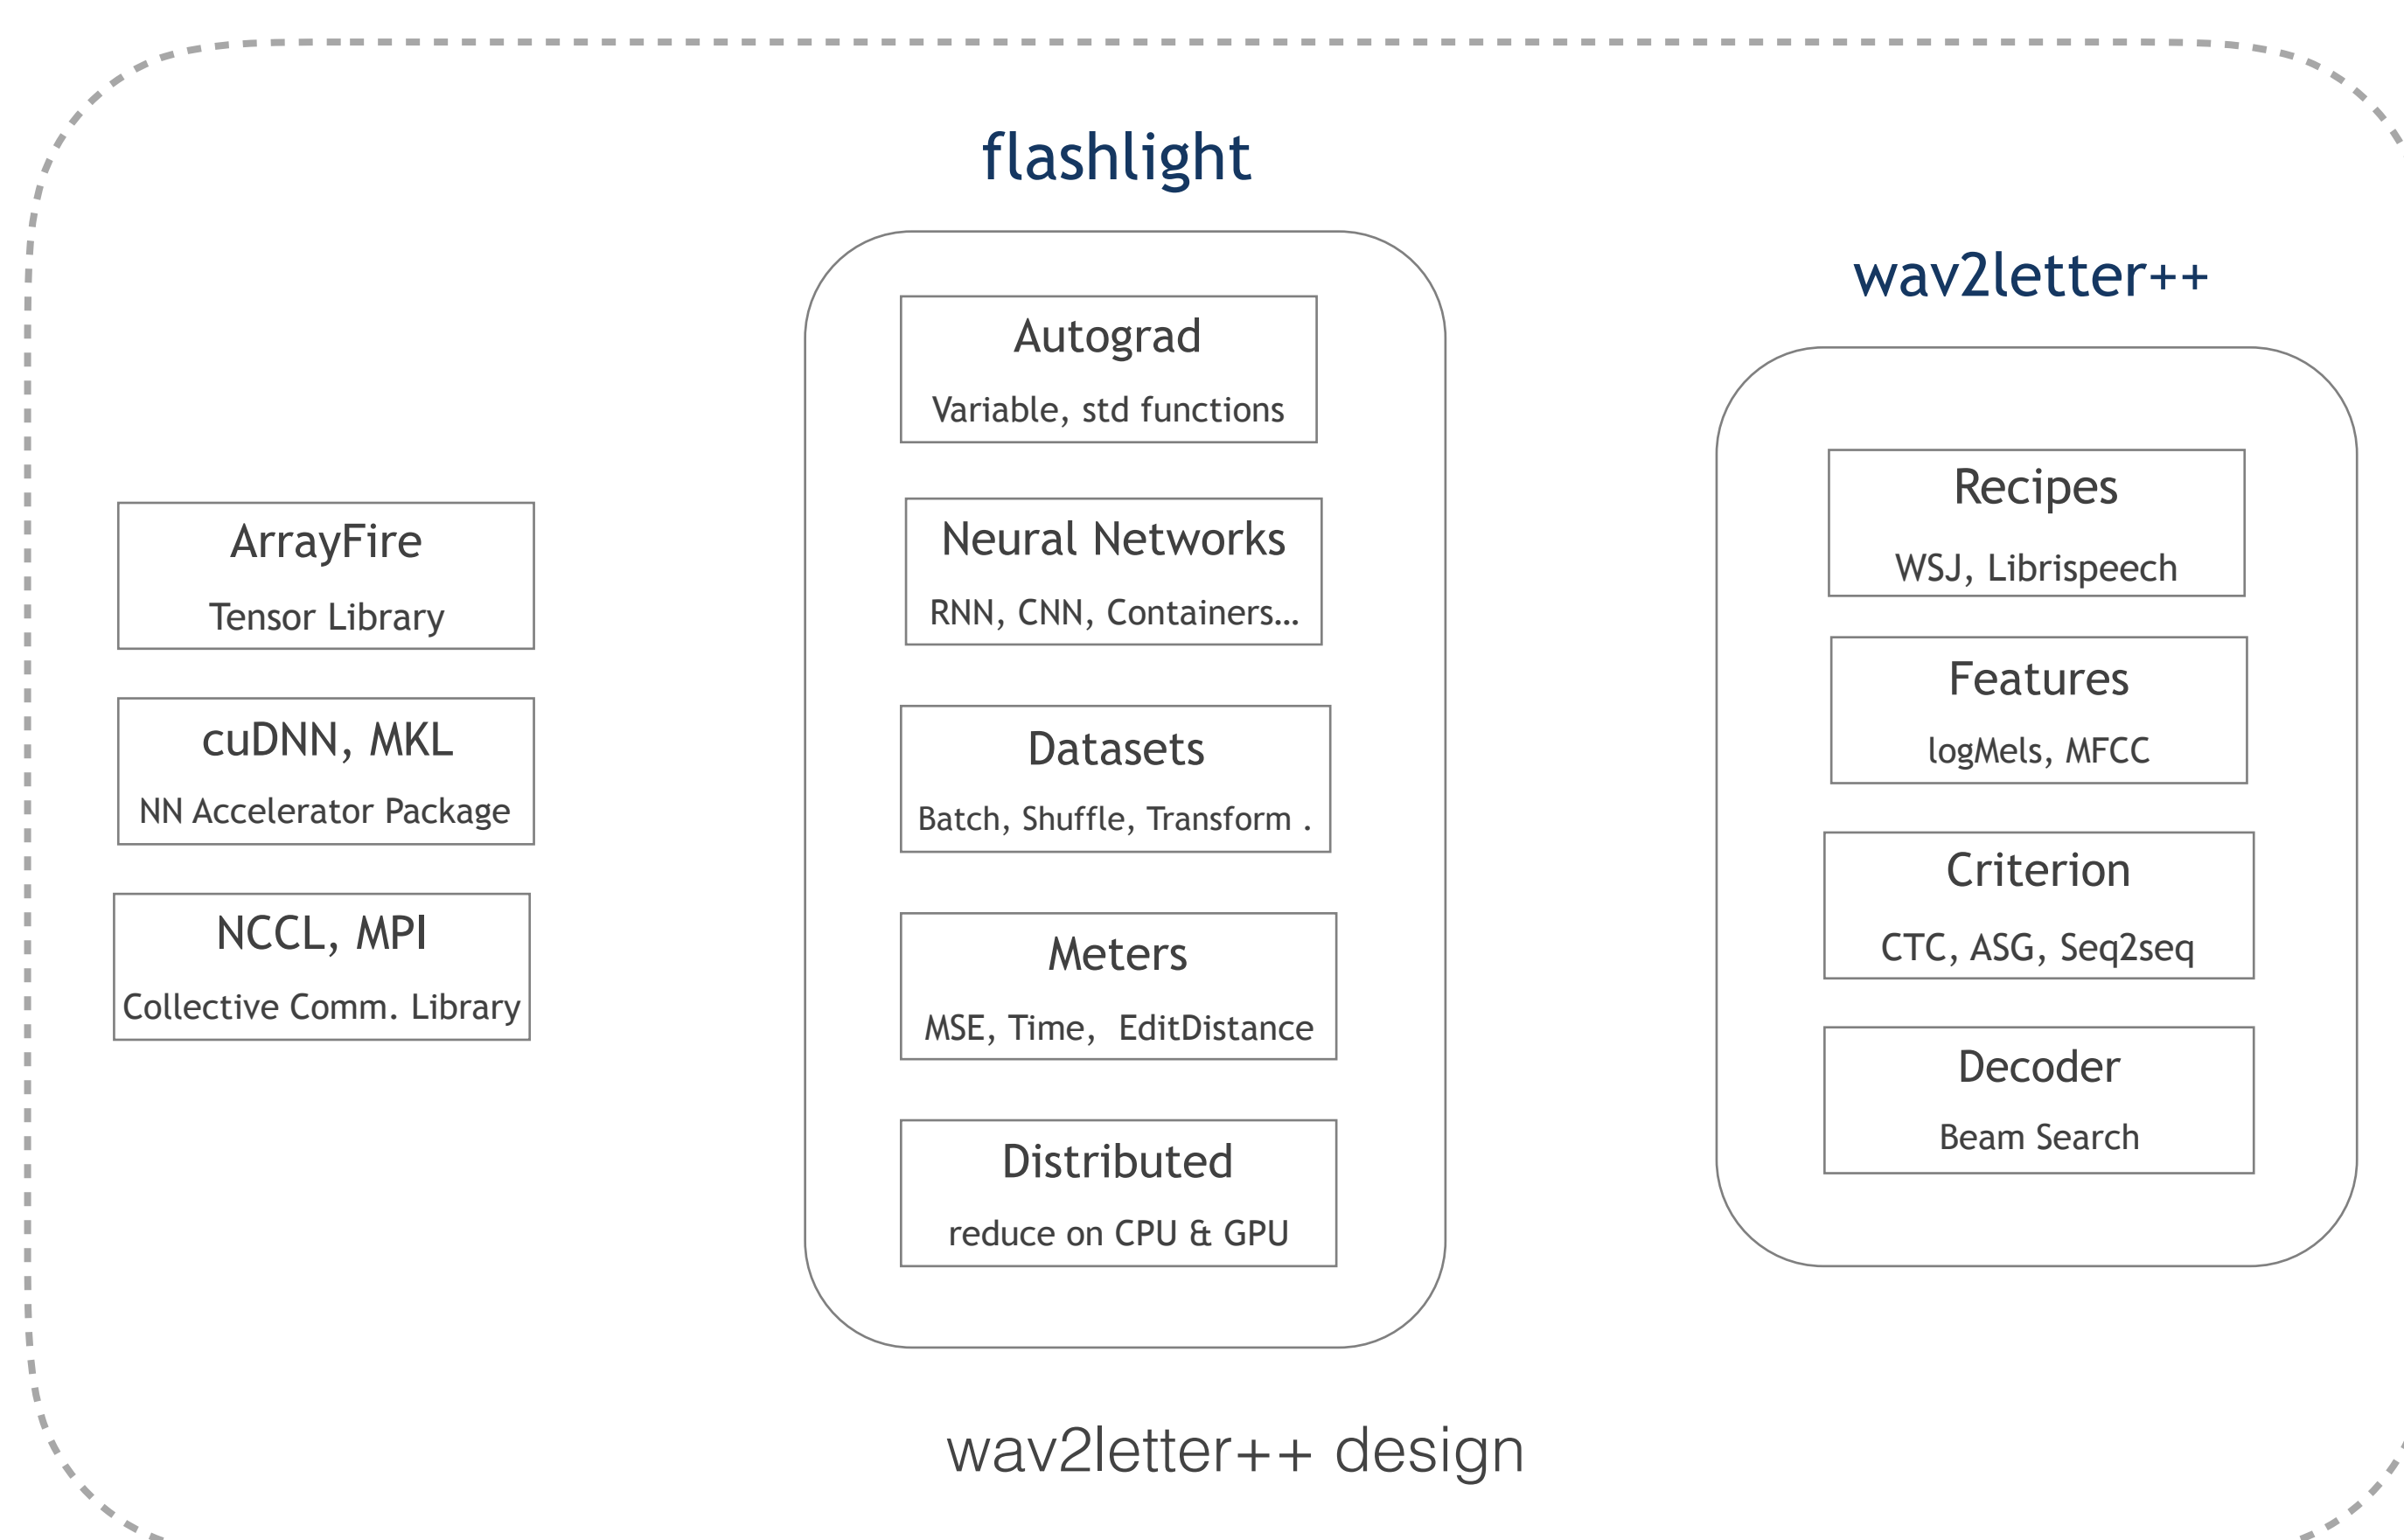 flashlight
wav2letter++
ArrayFire
Tensor Library
cuDNN, MKL
NN Accelerator Package
NCCL, MPI
Collective Comm. Library
Autograd
Variable, std functions
Neural Networks
RNN, CNN, Containers...
Datasets
Batch, Shuffle, Transform .
Meters
MSE, Time, EditDistance
Distributed
reduce on CPU & GPU
Recipes
WSJ, Librispeech
Features
logMels, MFCC
Criterion
CTC, ASG, Seq2seq
Decoder
Beam Search
wav2letter++ design